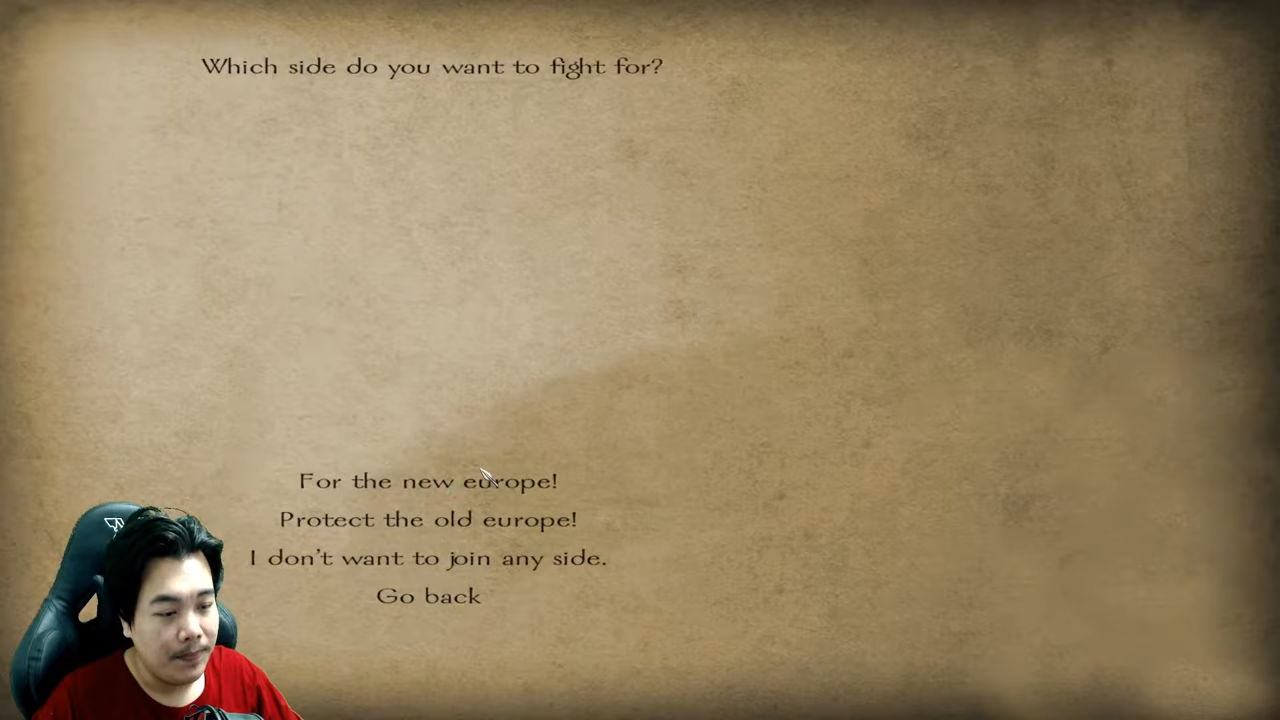 Which side do you want to fight for?
For the new europe!
Protect the old europe!
I don't want to join any side.
Go back